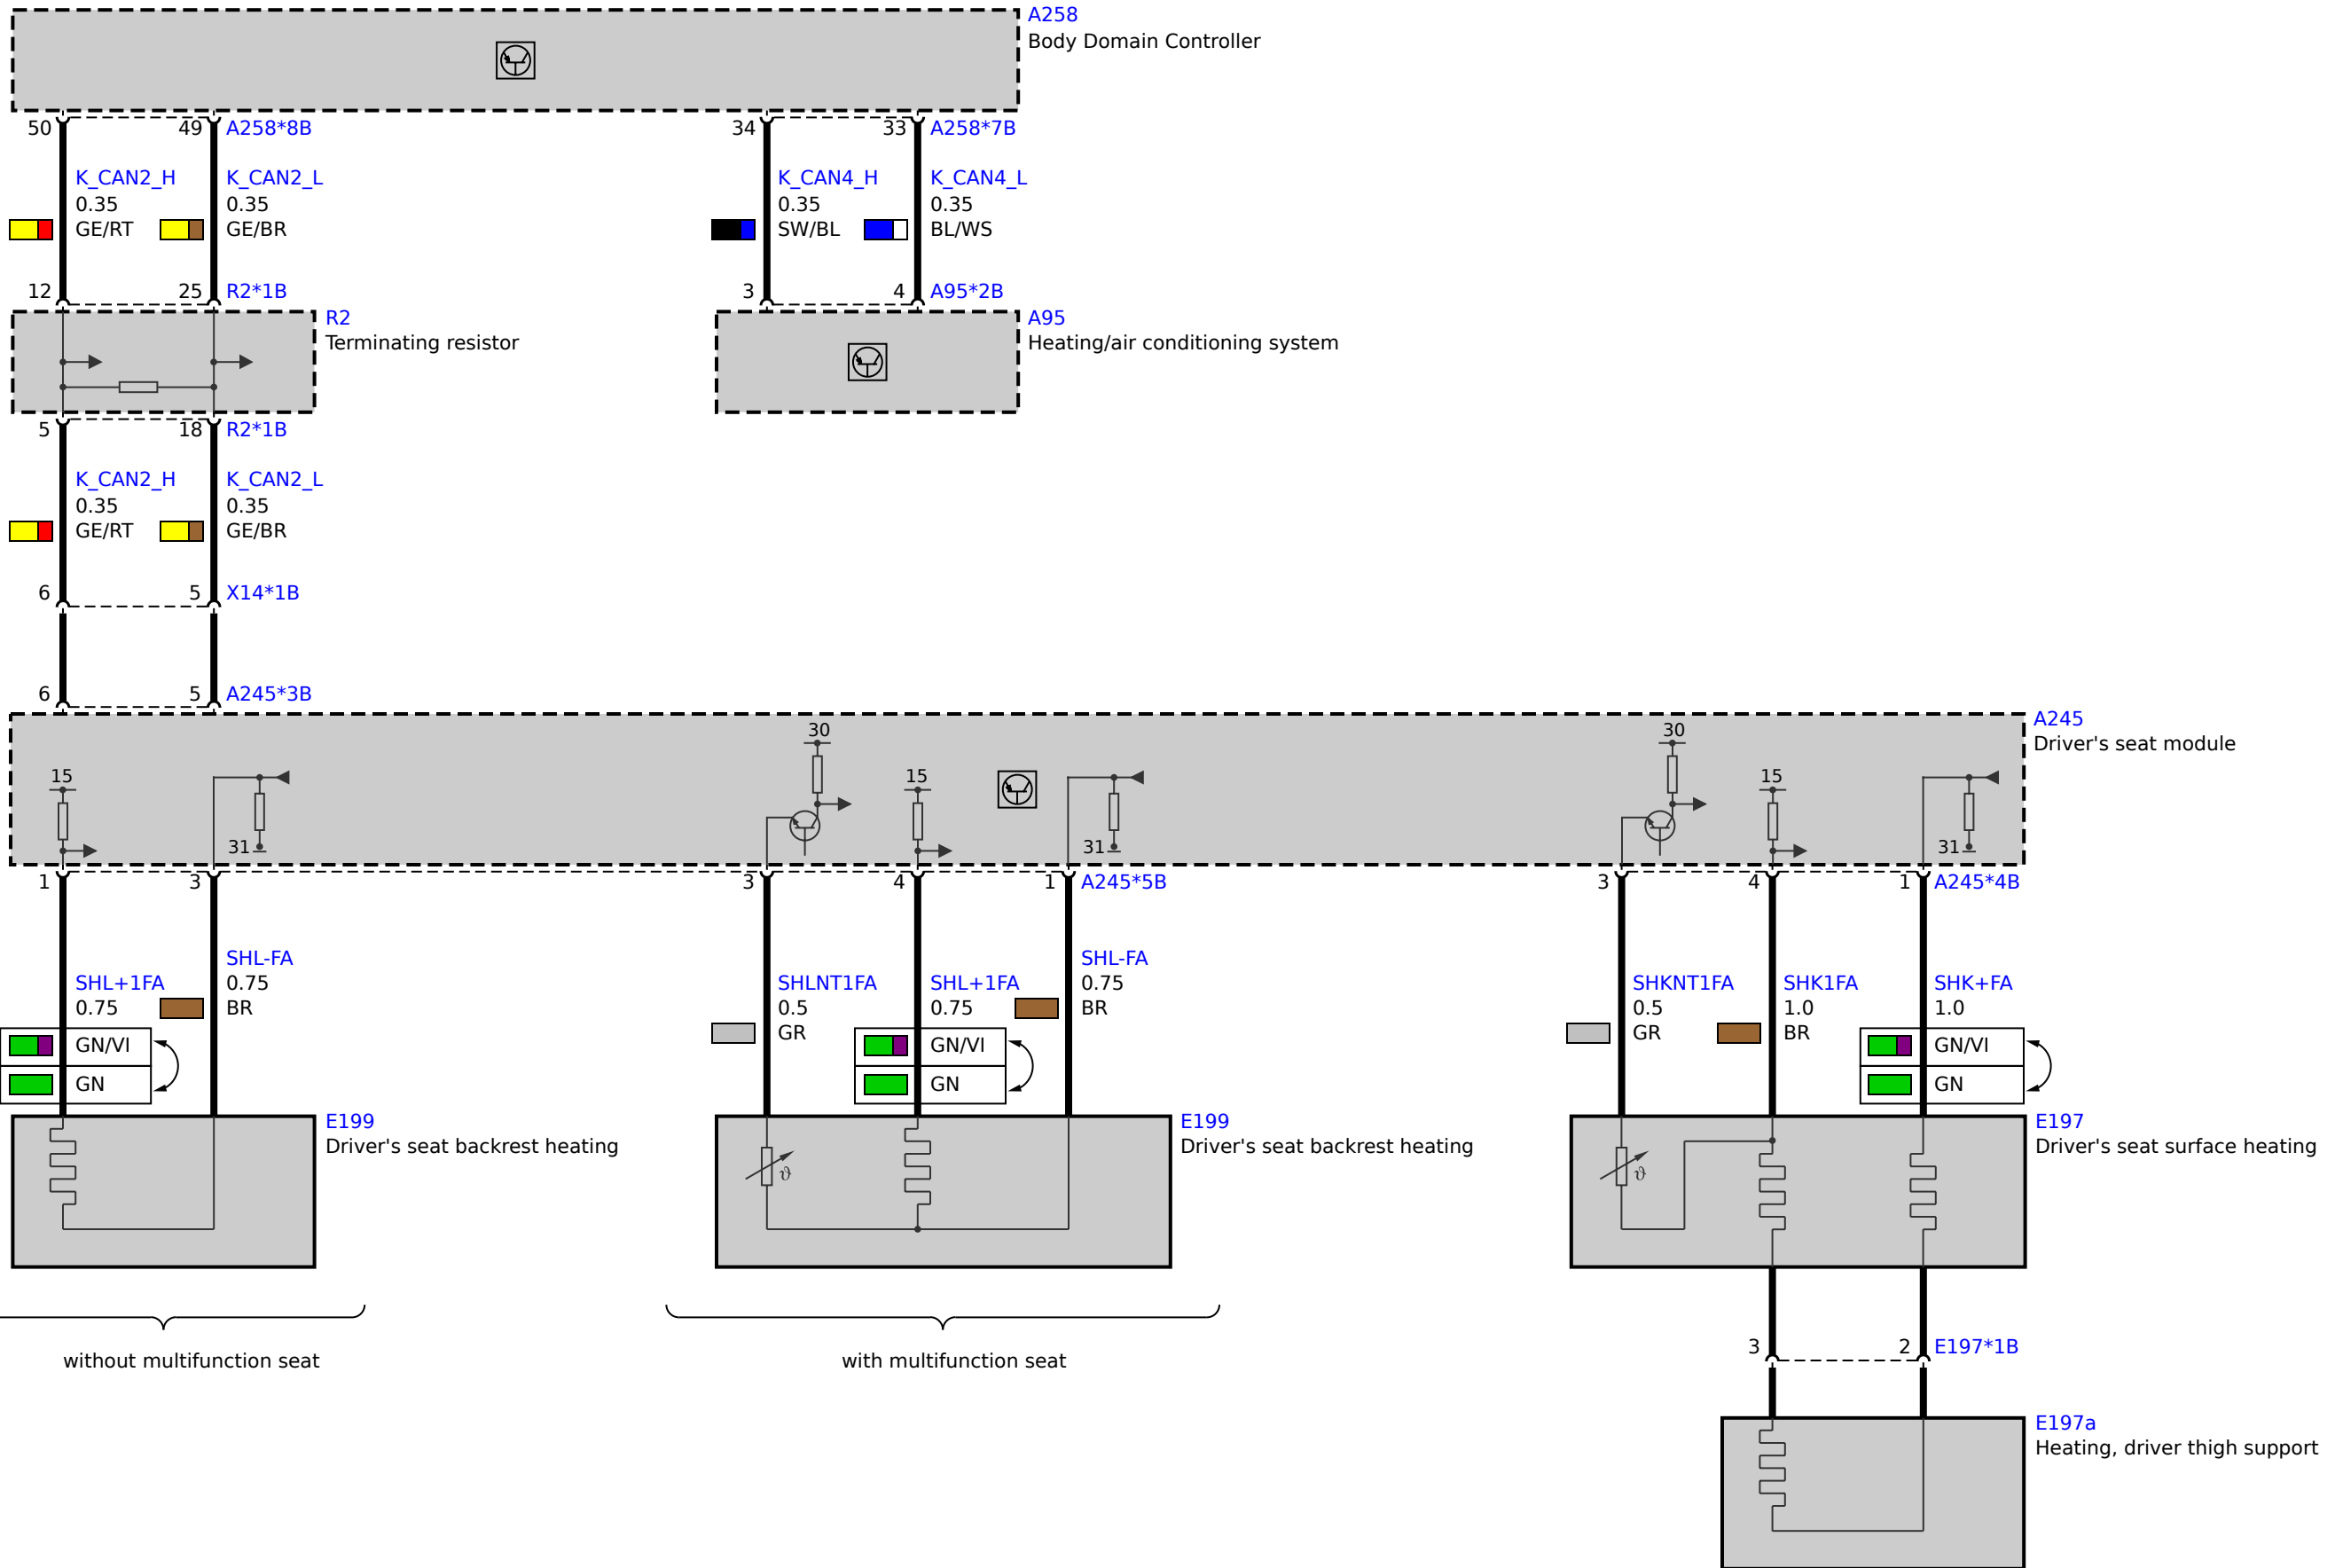 A258
Body Domain Controller
50 49 A258*8B 34 33 A258*7B
K_CAN2_H K_CAN2_L K_CAN4_H K_CAN4_L
0.35 0.35 0.35 0.35
GE/RT GE/BR SW/BL BL/WS
12 25 R2*1B 3 4 A95*2B
R2 A95
Terminating resistor Heating/air conditioning system
5 18 R2*1B
K_CAN2_H K_CAN2_L
0.35 0.35
GE/RT GE/BR
6 5 X14*1B
6 5 A245*3B
A245
Driver's seat module
30 30
15 15 15
31 31 31
1 3 3 4 1 A245*5B 3 4 1 A245*4B
SHL-FA SHL-FA
SHL+1FA 0.75 SHLNT1FA SHL+1FA 0.75 SHKNT1FA SHK1FA SHK+FA
0.75 BR 0.5 0.75 BR 0.5 1.0 1.0
GR GR BR
GN/VI GN/VI GN/VI
GN GN GN
E199 E199 E197
Driver's seat backrest heating Driver's seat backrest heating Driver's seat surface heating
ϑ ϑ
without multifunction seat with multifunction seat
3 2 E197*1B
E197a
Heating, driver thigh support